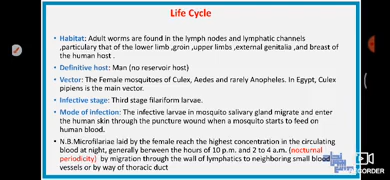 Life Cycle
Habitat: Adult worms are found in the lymph nodes and lymphatic channels
,particulary that of the lower limb ,groin ,upper limbs ,external genitalia ,and breast of
the human host .
Definitive host: Man (no reservoir host)
Vector: The Female mosquitoes of Culex, Aedes and rarely Anopheles. In Egypt, Culex
pipiens is the main vector.
Infective stage: Third stage filariform larvae.
Mode of infection: The infective larvae in mosquito salivary gland migrate and enter
the human skin through the puncture wound when a mosquito starts to feed on
human blood.
N.B.Microfilariae laid by the female reach the highest concentration in the circulating
blood at night, generally between the hours of 10 p.m. and 2 to 4 a.m. (nocturnal
periodicity) by migration through the wall of lymphatics to neighboring small blood
vessels or by way of thoracic duct